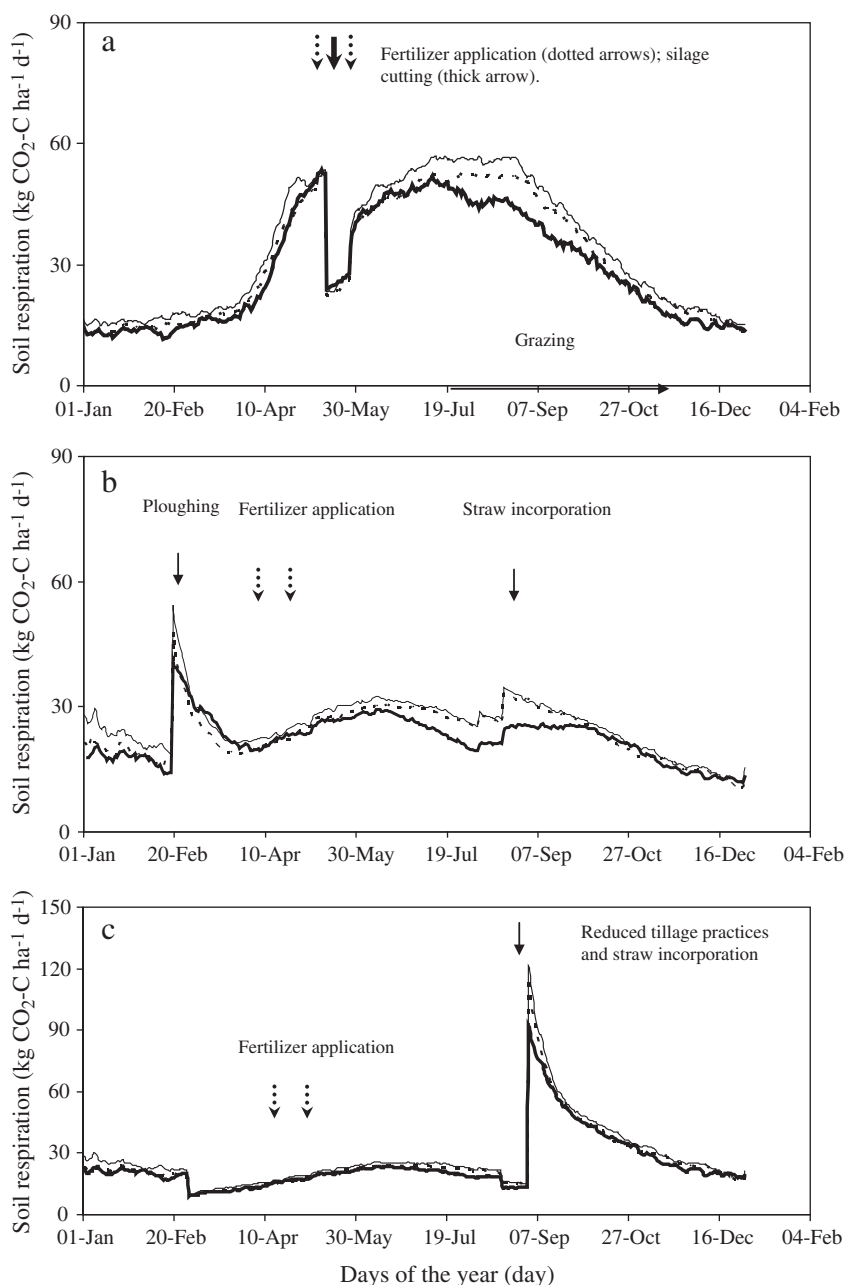 90
a
Fertilizer application (dotted arrows); silage
cutting (thick arrow).
60
30
0
Soil respiration (kg CO2-C ha-1 d-1)
Grazing
01-Jan 20-Feb 10-Apr 30-May 19-Jul 07-Sep 27-Oct 16-Dec 04-Feb
90
b
Ploughing Fertilizer application Straw incorporation
60
30
0
Soil respiration (kg CO2-C ha-1 d-1)
01-Jan 20-Feb 10-Apr 30-May 19-Jul 07-Sep 27-Oct 16-Dec 04-Feb
150
c
Reduced tillage practices
and straw incorporation
120
90
Fertilizer application
60
30
0
Soil respiration (kg CO2-C ha-1 d-1)
01-Jan 20-Feb 10-Apr 30-May 19-Jul 07-Sep 27-Oct 16-Dec 04-Feb
Days of the year (day)